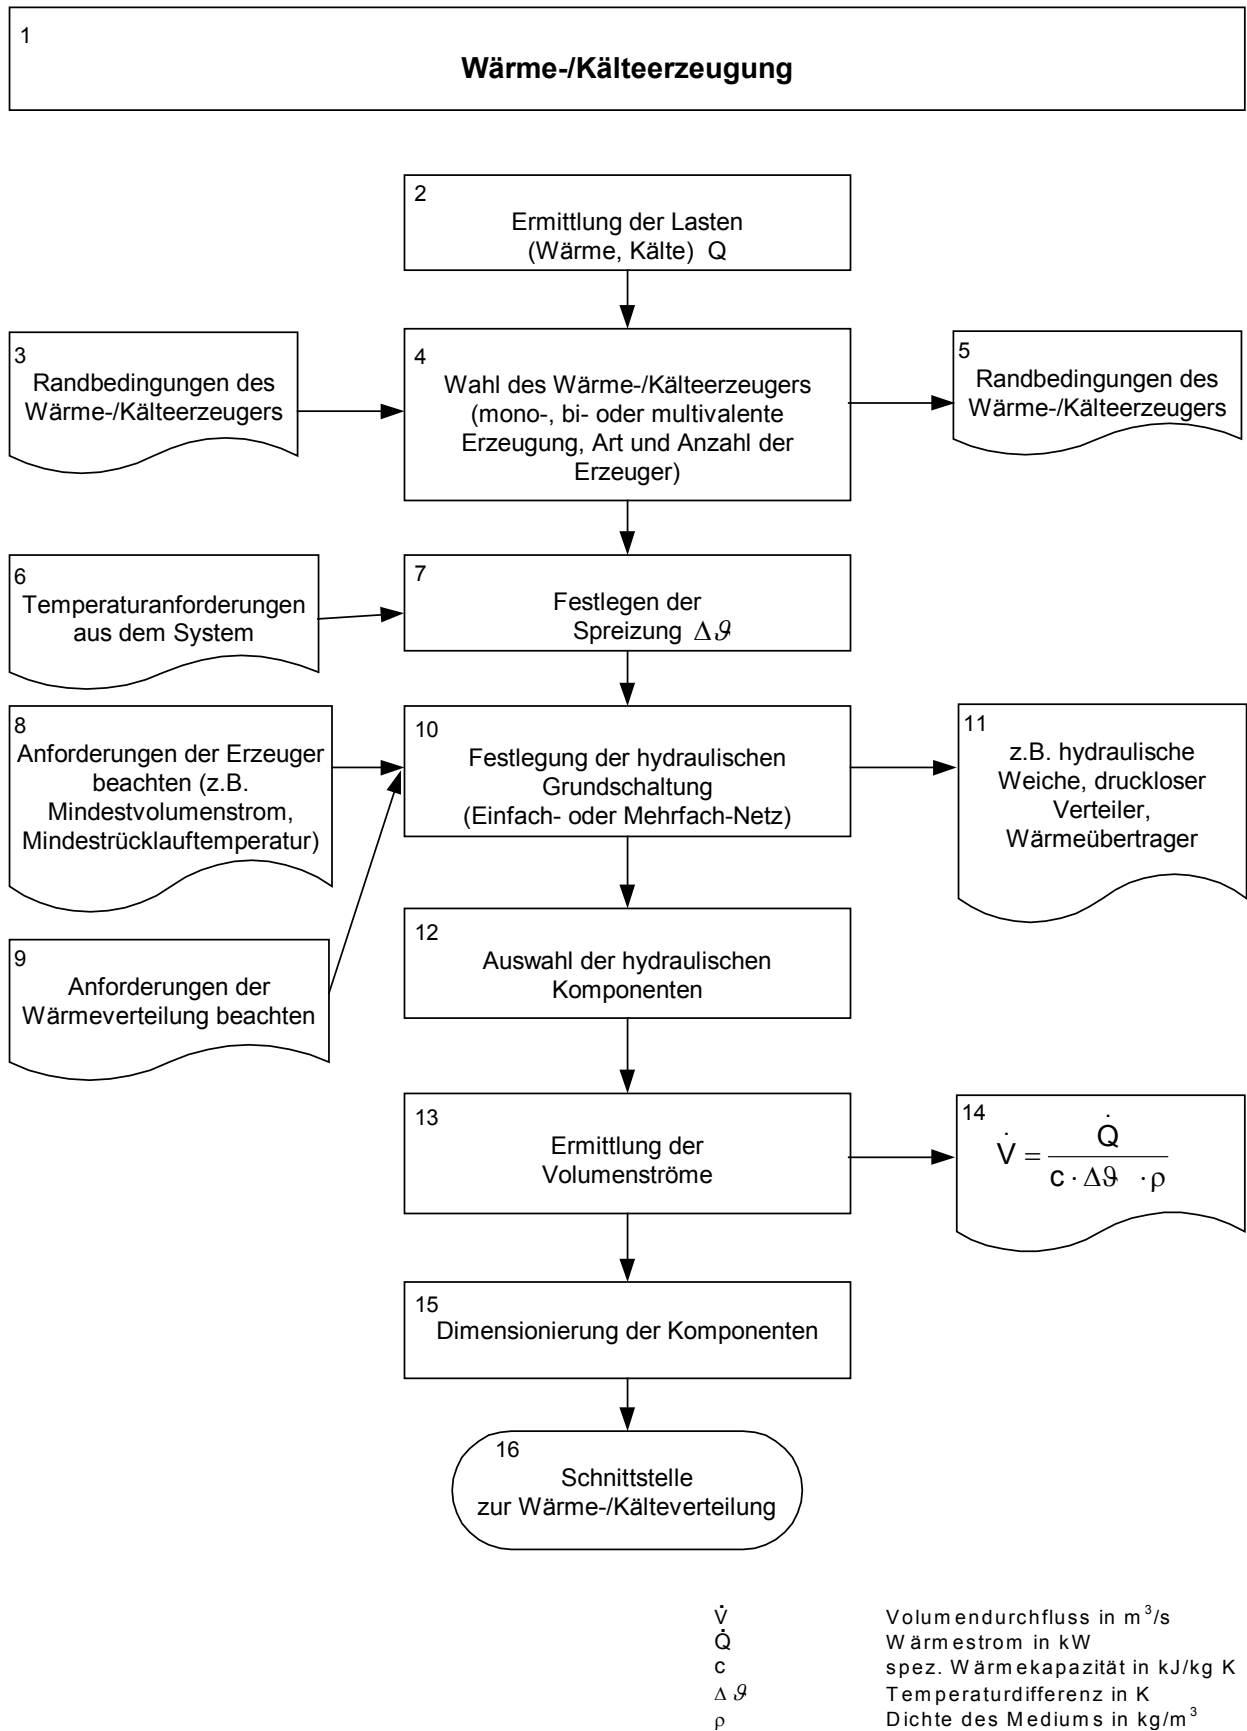 1
Wärme-/Kälteerzeugung
2
Ermittlung der Lasten
(Wärme, Kälte) Q
3
Randbedingungen des
Wärme-/Kälteerzeugers
4
Wahl des Wärme-/Kälteerzeugers
(mono-, bi- oder multivalente
Erzeugung, Art und Anzahl der
Erzeuger)
5
Randbedingungen des
Wärme-/Kälteerzeugers
6
Temperaturanforderungen
aus dem System
7
Festlegen der
Spreizung Δϑ
8
Anforderungen der Erzeuger
beachten (z.B.
Mindestvolumenstrom,
Mindestrücklauftemperatur)
9
Anforderungen der
Wärmeverteilung beachten
10
Festlegung der hydraulischen
Grundschaltung
(Einfach- oder Mehrfach-Netz)
11
z.B. hydraulische
Weiche, druckloser
Verteiler,
Wärmeübertrager
12
Auswahl der hydraulischen
Komponenten
13
Ermittlung der
Volumenströme
14
V̇ = Q̇ / c · Δϑ · ρ
15
Dimensionierung der Komponenten
16
Schnittstelle
zur Wärme-/Kälteverteilung
V̇ Volumendurchfluss in m³/s
Q̇ Wärmestrom in kW
c spez. Wärmekapazität in kJ/kg K
Δϑ Temperaturdifferenz in K
ρ Dichte des Mediums in kg/m³